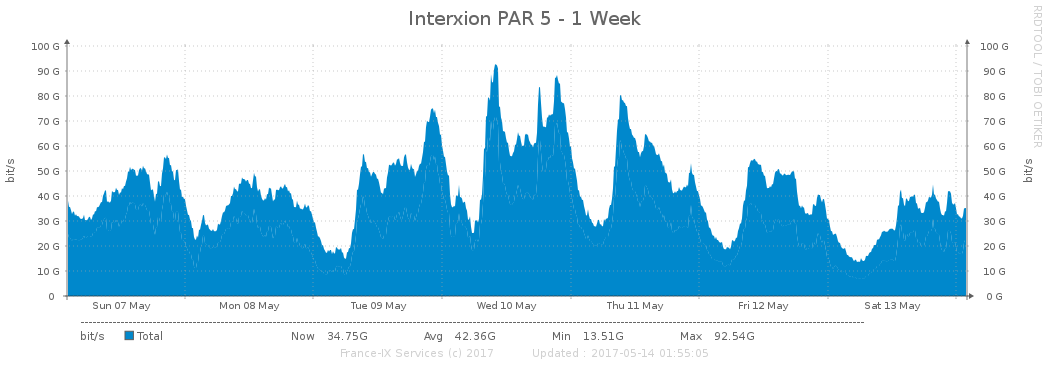 Interxion PAR 5 - 1 Week
RRDTOOL / TOBI OETIKER
bit/s
100 G
90 G
80 G
70 G
60 G
50 G
40 G
30 G
20 G
10 G
0
100 G
90 G
80 G
70 G
60 G
50 G
40 G
30 G
20 G
10 G
0 G
bit/s
Sun 07 May Mon 08 May Tue 09 May Wed 10 May Thu 11 May Fri 12 May Sat 13 May
bit/s Total Now 34.75G Avg 42.36G Min 13.51G Max 92.54G
France-IX Services (c) 2017 Updated : 2017-05-14 01:55:05